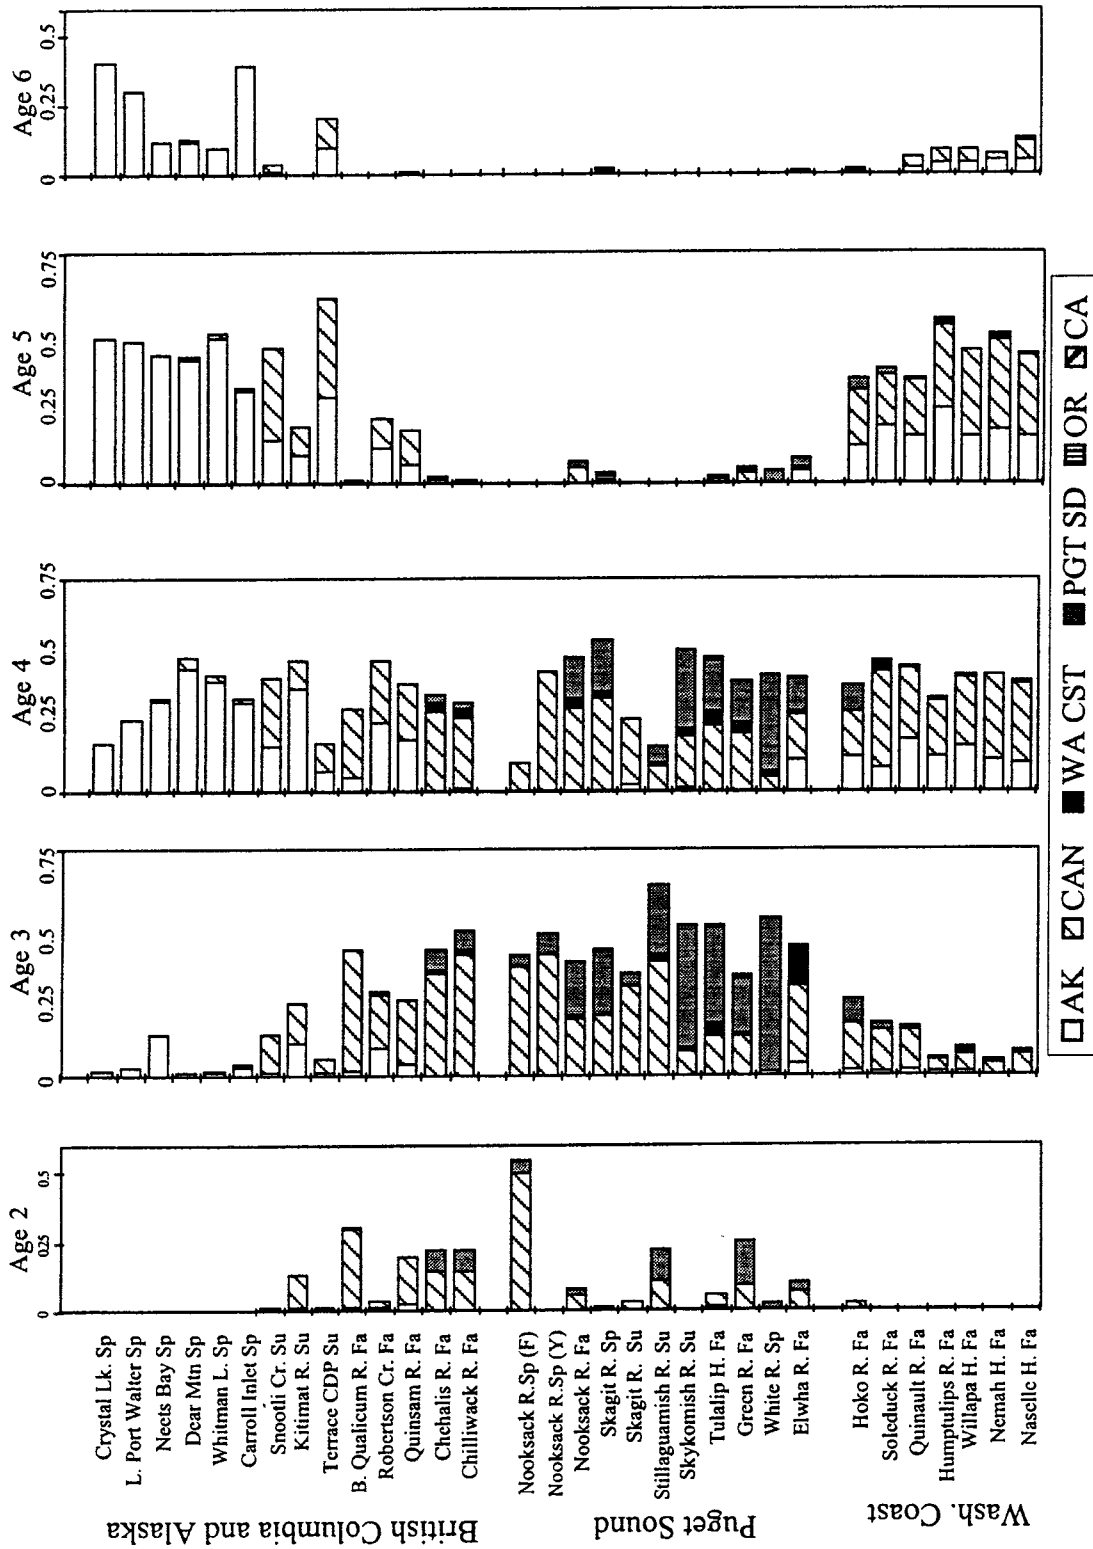 Age 2
Age 3
Age 4
Age 5
Age 6
0 0.25 0.5
0 0.25 0.5 0.75
0 0.25 0.5 0.75
0 0.25 0.5 0.75
0 0.25 0.5
British Columbia and Alaska
Crystal Lk. Sp
L. Port Walter Sp
Neets Bay Sp
Dear Mtn Sp
Whitman L. Sp
Carroll Inlet Sp
Snootli Cr. Su
Kitimat R. Su
Terrace CDP Su
B. Qualicum R. Fa
Robertson Cr. Fa
Quinsam R. Fa
Chehalis R. Fa
Chilliwack R. Fa
Puget Sound
Nooksack R.Sp (F)
Nooksack R.Sp (Y)
Nooksack R. Fa
Skagit R. Sp
Skagit R. Su
Stillaguamish R. Su
Skykomish R. Su
Tulalip H. Fa
Green R. Fa
White R. Sp
Elwha R. Fa
Wash. Coast
Hoko R. Fa
Soleduck R. Fa
Quinault R. Fa
Humptulips R. Fa
Willapa H. Fa
Nemah H. Fa
Naselle H. Fa
AK CAN WA CST PGT SD OR CA